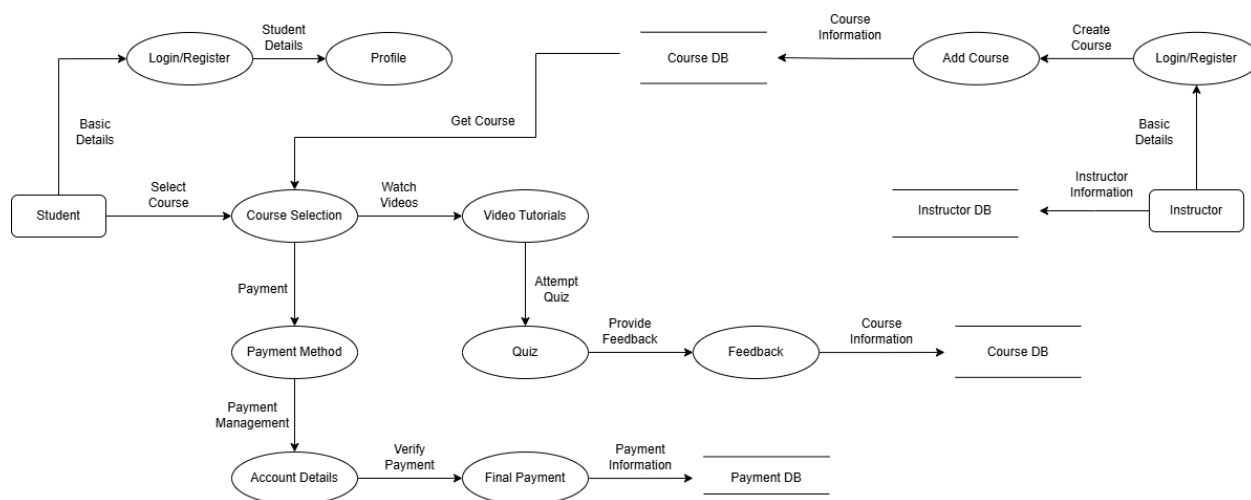 Student
Details
Course
Information
Create
Course
Login/Register
Profile
Course DB
Add Course
Login/Register
Get Course
Basic
Details
Basic
Details
Select
Course
Watch
Videos
Instructor
Information
Student
Course Selection
Video Tutorials
Instructor DB
Instructor
Payment
Attempt
Quiz
Provide
Feedback
Course
Information
Payment Method
Quiz
Feedback
Course DB
Payment
Management
Verify
Payment
Payment
Information
Account Details
Final Payment
Payment DB